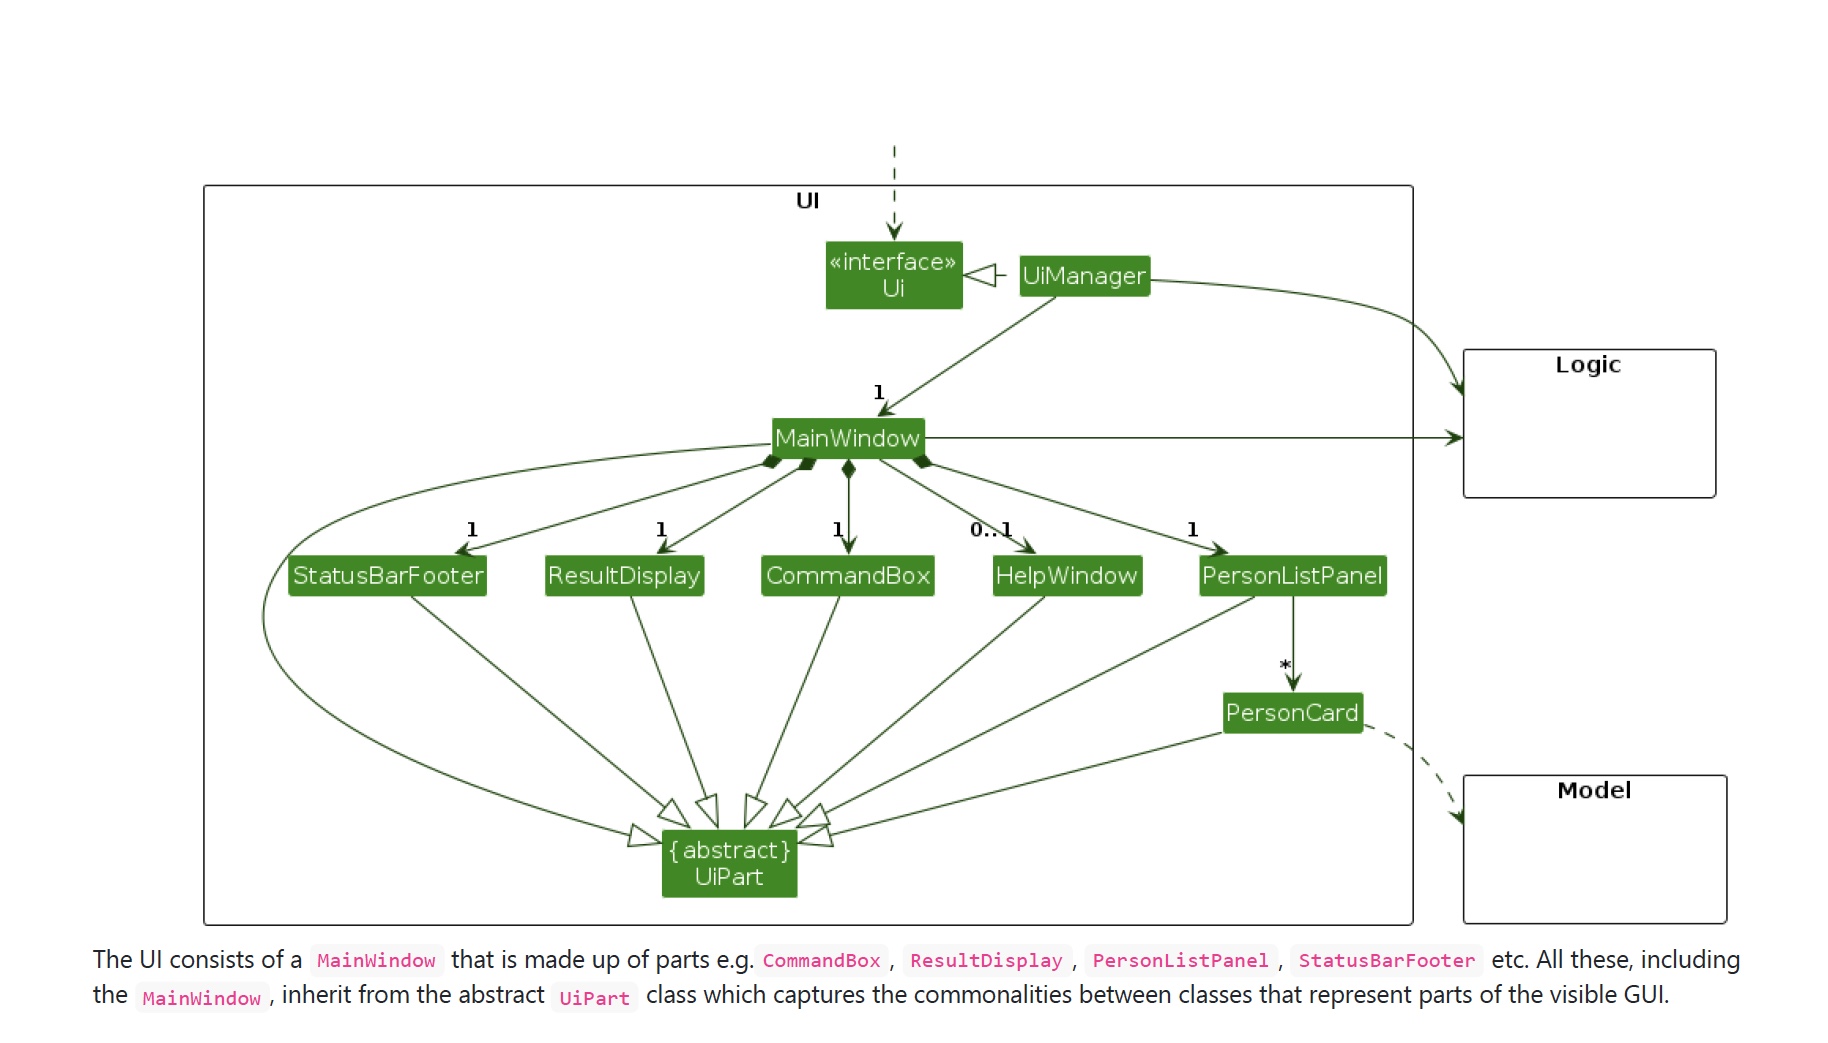 UI
«interface»
Ui
UiManager
Logic
1
MainWindow
1
1
1
0..1
1
StatusBarFooter
ResultDisplay
CommandBox
HelpWindow
PersonListPanel
*
PersonCard
Model
{abstract}
UiPart
The UI consists of a MainWindow that is made up of parts e.g. CommandBox, ResultDisplay, PersonListPanel, StatusBarFooter etc. All these, including
the MainWindow, inherit from the abstract UiPart class which captures the commonalities between classes that represent parts of the visible GUI.